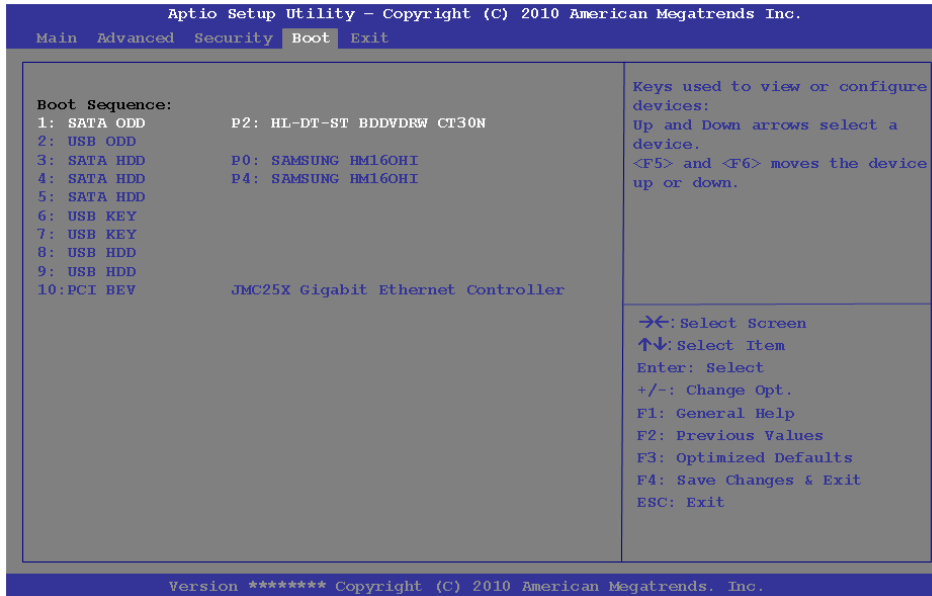 Aptio Setup Utility – Copyright (C) 2010 American Megatrends Inc.
Main Advanced Security Boot Exit
Boot Sequence:
1: SATA ODD P2: HL-DT-ST BDDVDRW CT30N
2: USB ODD
3: SATA HDD P0: SAMSUNG HM160HI
4: SATA HDD P4: SAMSUNG HM160HI
5: SATA HDD
6: USB KEY
7: USB KEY
8: USB HDD
9: USB HDD
10:PCI BEV JMC25X Gigabit Ethernet Controller
Keys used to view or configure
devices:
Up and Down arrows select a
device.
<F5> and <F6> moves the device
up or down.
→←:Select Screen
↑↓:Select Item
Enter: Select
+/-: Change Opt.
F1: General Help
F2: Previous Values
F3: Optimized Defaults
F4: Save Changes & Exit
ESC: Exit
Version ******** Copyright (C) 2010 American Megatrends. Inc.